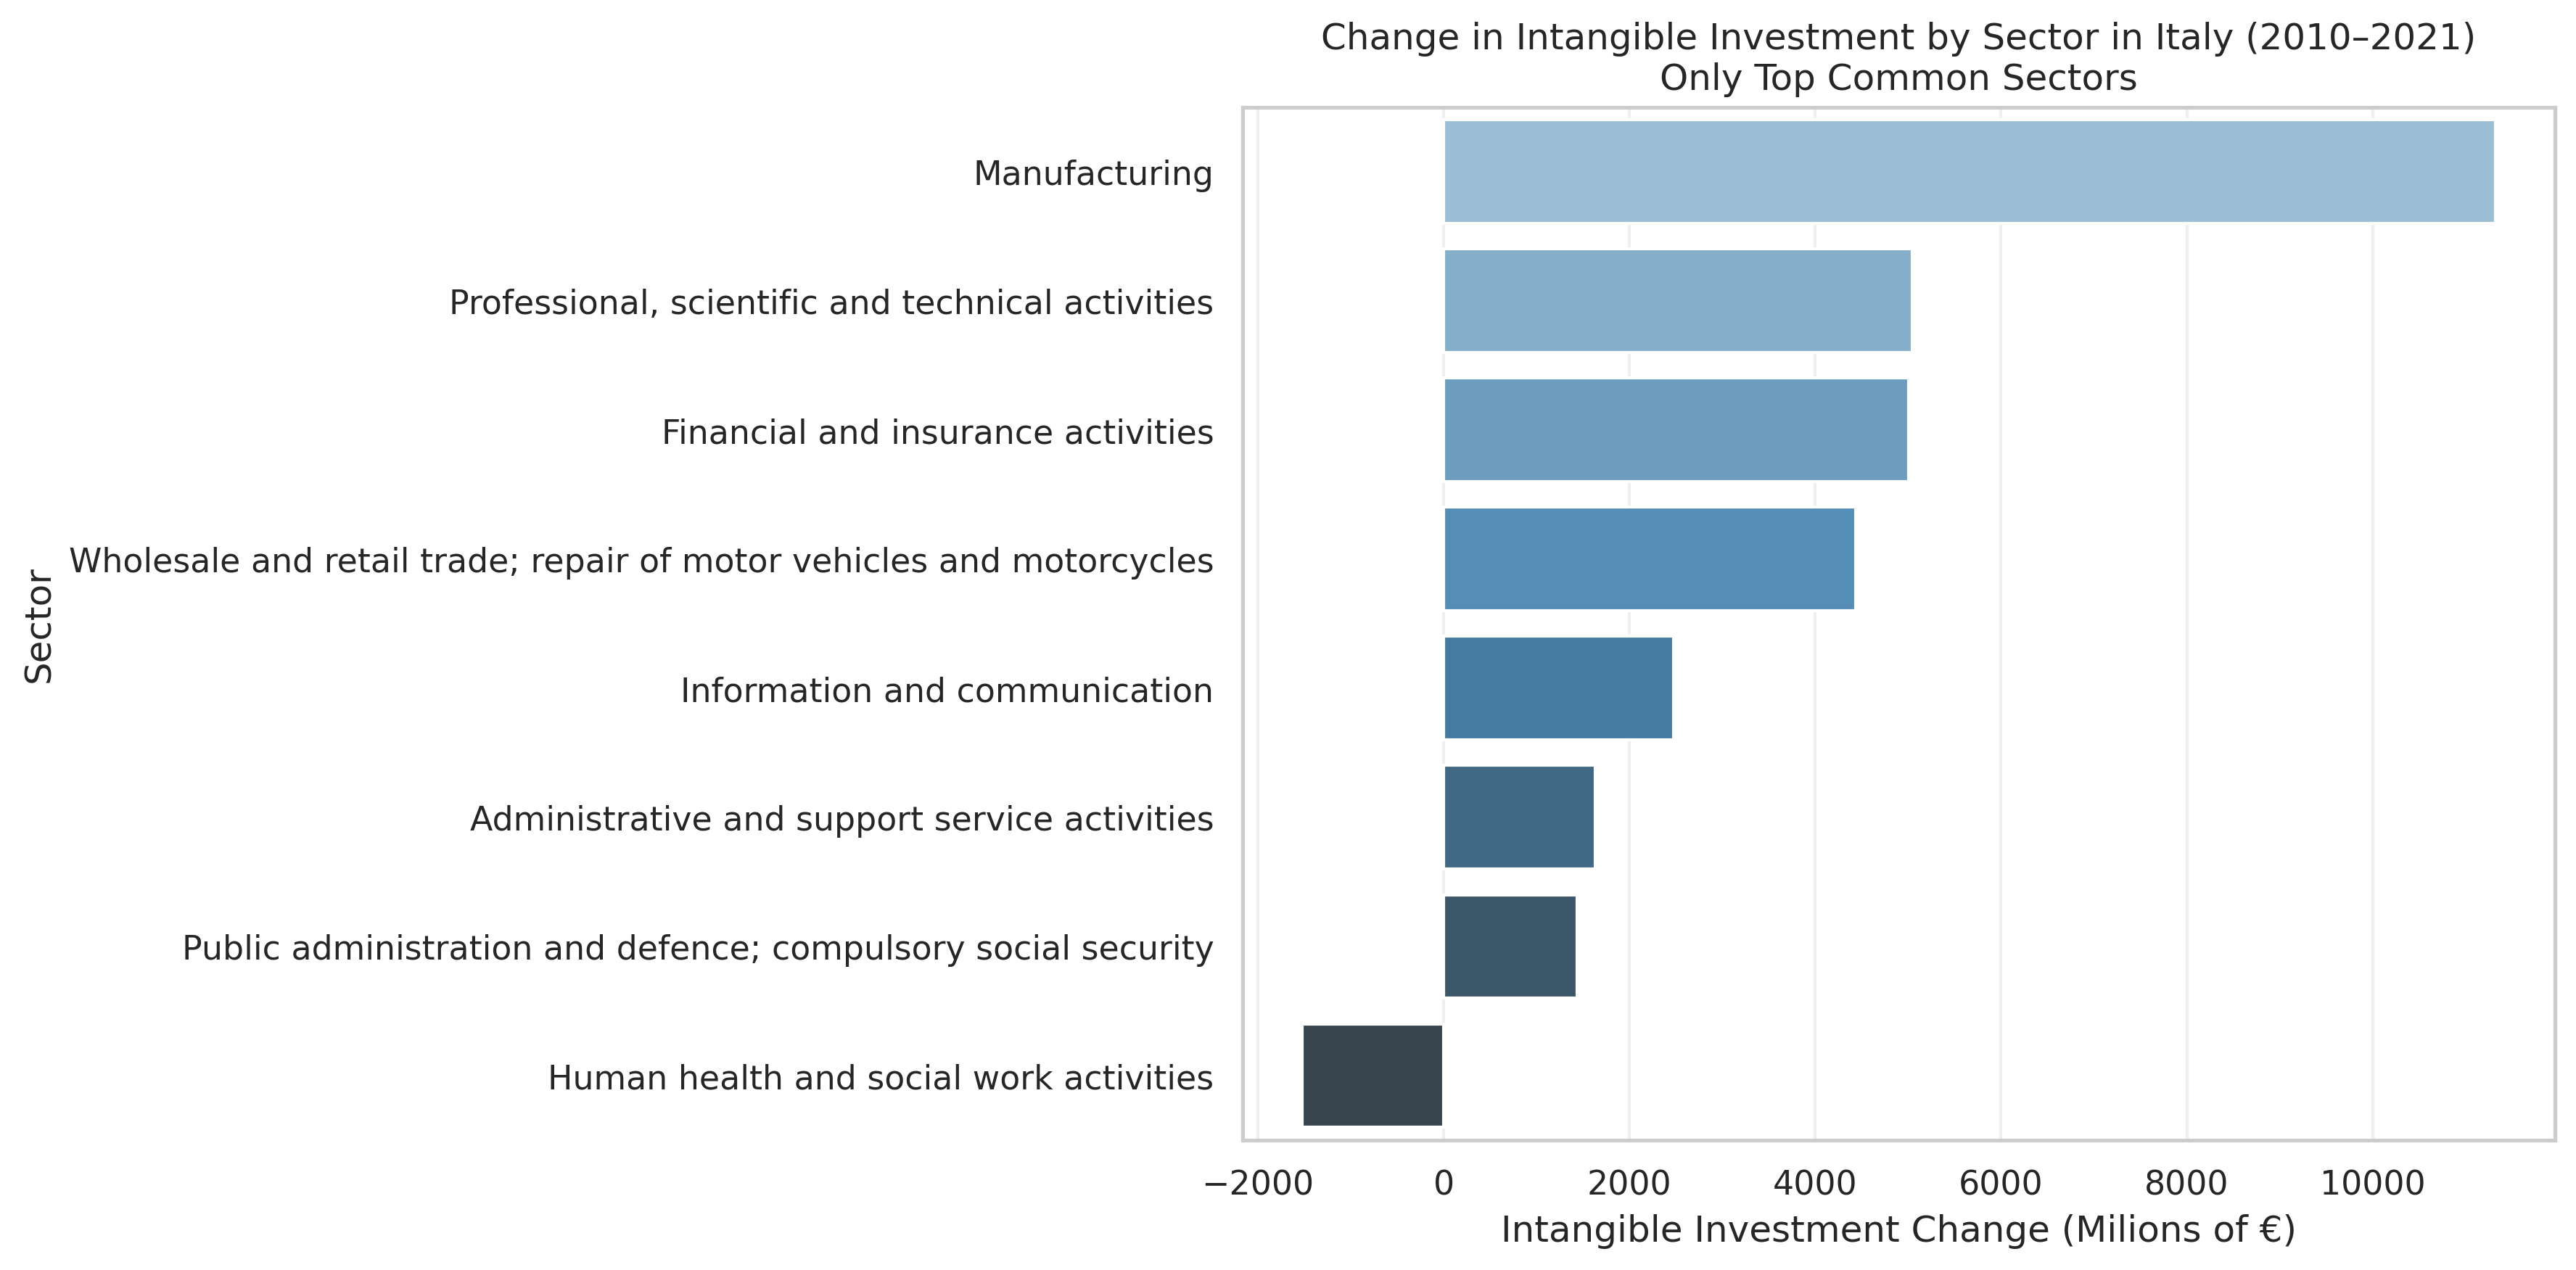 Change in Intangible Investment by Sector in Italy (2010–2021)
Only Top Common Sectors
Sector
Manufacturing
Professional, scientific and technical activities
Financial and insurance activities
Wholesale and retail trade; repair of motor vehicles and motorcycles
Information and communication
Administrative and support service activities
Public administration and defence; compulsory social security
Human health and social work activities
−2000 0 2000 4000 6000 8000 10000
Intangible Investment Change (Milions of €)